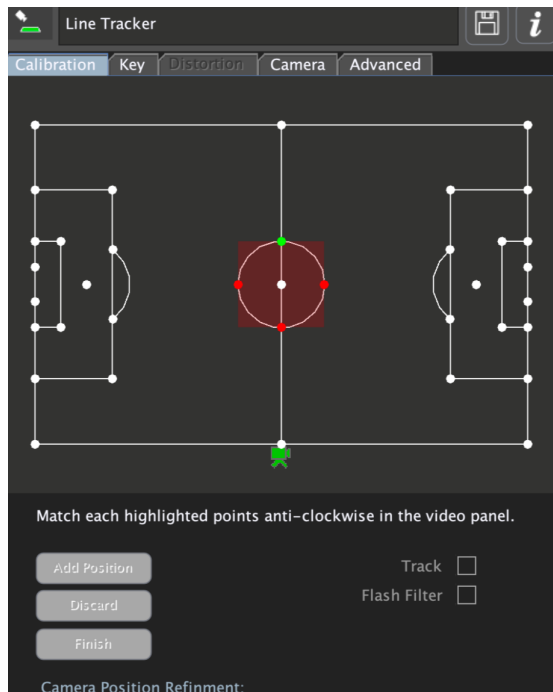 Line Tracker
i
Calibration Key Distortion Camera Advanced
Match each highlighted points anti-clockwise in the video panel.
Add Position
Track
Flash Filter
Discard
Finish
Camera Position Refinment: